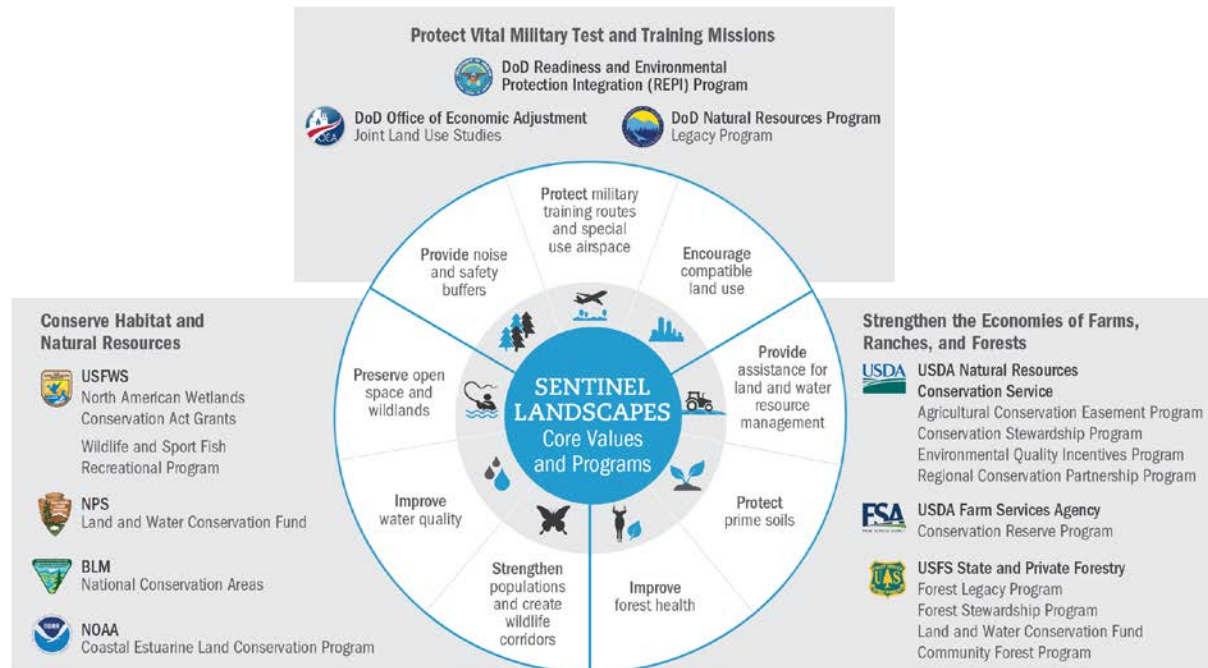 Protect Vital Military Test and Training Missions
DoD Readiness and Environmental
Protection Integration (REPI) Program
DoD Office of Economic Adjustment
Joint Land Use Studies
OEA
DoD Natural Resources Program
Legacy Program
Protect military
training routes
and special
use airspace
Provide noise
and safety
buffers
Encourage
compatible
land use
Conserve Habitat and
Natural Resources
USFWS
North American Wetlands
Conservation Act Grants
Wildlife and Sport Fish
Recreational Program
NPS
Land and Water Conservation Fund
BLM
National Conservation Areas
NOAA
Coastal Estuarine Land Conservation Program
Preserve open
space and
wildlands
Improve
water quality
Strengthen
populations
and create
wildlife
corridors
SENTINEL
LANDSCAPES
Core Values
and Programs
Provide
assistance for
land and water
resource
management
Protect
prime soils
Improve
forest health
Strengthen the Economies of Farms,
Ranches, and Forests
USDA
USDA Natural Resources
Conservation Service
Agricultural Conservation Easement Program
Conservation Stewardship Program
Environmental Quality Incentives Program
Regional Conservation Partnership Program
FSA
USDA Farm Services Agency
Conservation Reserve Program
US
USFS State and Private Forestry
Forest Legacy Program
Forest Stewardship Program
Land and Water Conservation Fund
Community Forest Program